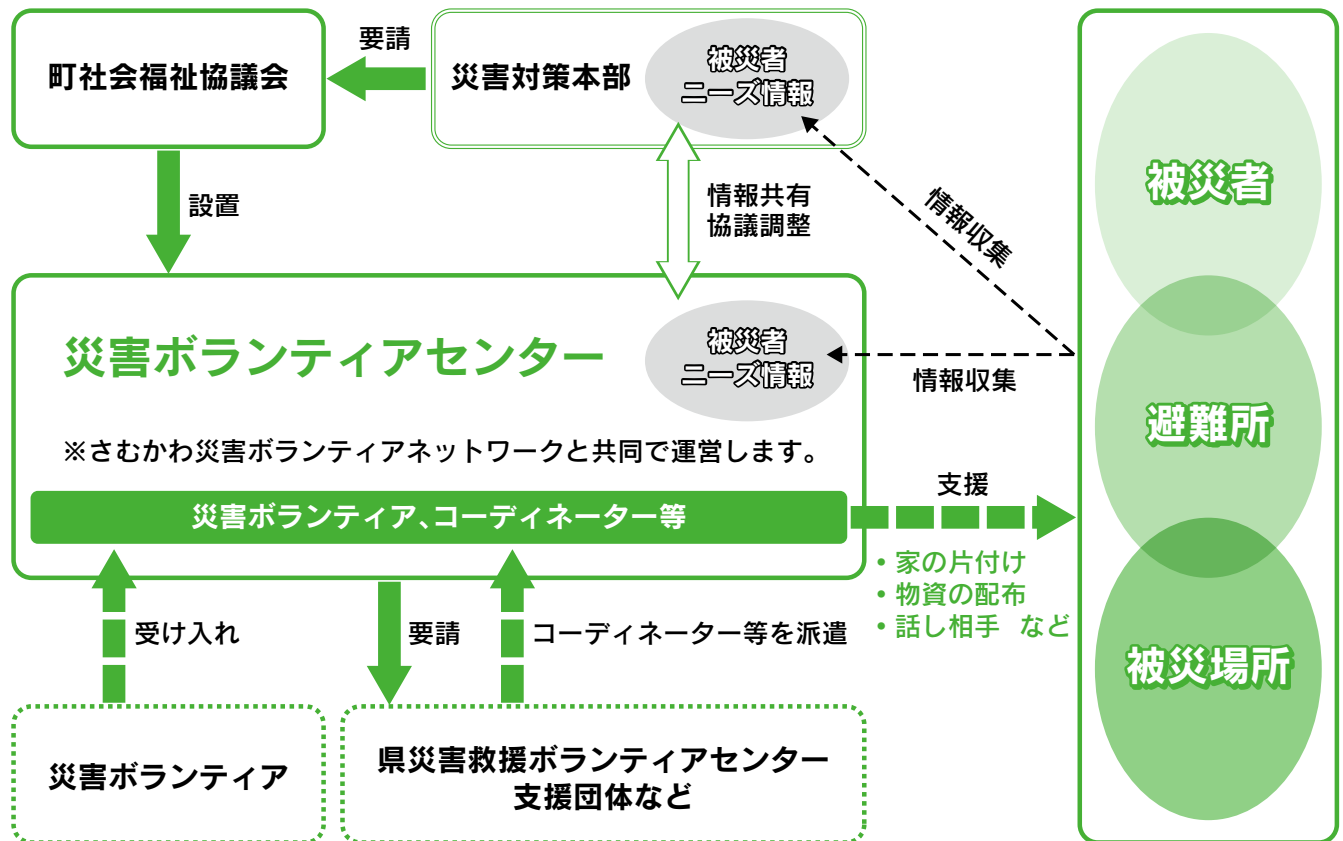 町社会福祉協議会
要請
災害対策本部
被災者
ニーズ情報
設置
情報共有
協議調整
情報収集
被災者
災害ボランティアセンター
被災者
ニーズ情報
情報収集
避難所
※さむかわ災害ボランティアネットワークと共同で運営します。
災害ボランティア、コーディネーター等
支援
・家の片付け
・物資の配布
・話し相手 など
被災場所
受け入れ
要請
コーディネーター等を派遣
災害ボランティア
県災害救援ボランティアセンター
支援団体など